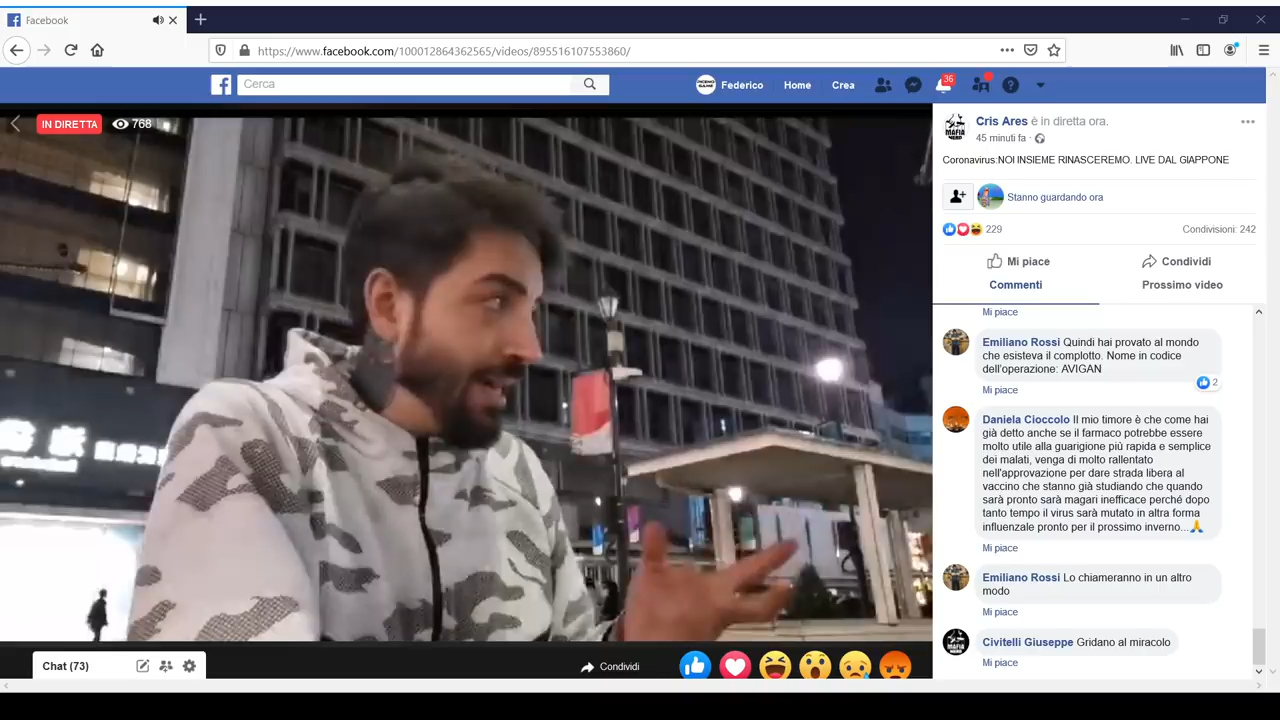 Facebook
https://www.facebook.com/100012864362565/videos/895516107553860/
Cerca
Federico
Home
Crea
36
IN DIRETTA
768
Cris Ares è in diretta ora.
45 minuti fa ·
Coronavirus:NOI INSIEME RINASCEREMO. LIVE DAL GIAPPONE
Stanno guardando ora
229
Condivisioni: 242
Mi piace
Condividi
Commenti
Prossimo video
Mi piace
Emiliano Rossi Quindi hai provato al mondo
che esisteva il complotto. Nome in codice
dell'operazione: AVIGAN
2
Mi piace
Daniela Cioccolo Il mio timore è che come hai
già detto anche se il farmaco potrebbe essere
molto utile alla guarigione più rapida e semplice
dei malati, venga di molto rallentato
nell'approvazione per dare strada libera al
vaccino che stanno già studiando che quando
sarà pronto sarà magari inefficace perché dopo
tanto tempo il virus sarà mutato in altra forma
influenzale pronto per il prossimo inverno...🙏
Mi piace
Emiliano Rossi Lo chiameranno in un altro
modo
Mi piace
Civitelli Giuseppe Gridano al miracolo
Mi piace
Chat (73)
Condividi